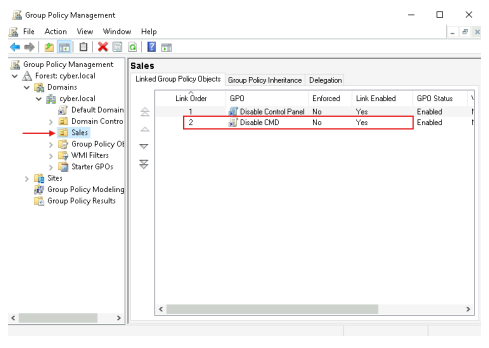 Group Policy Management
File Action View Window Help
Group Policy Management
Forest: cyber.local
Domains
cyber.local
Default Domain
Domain Contro
Sales
Group Policy Ob
WMI Filters
Starter GPOs
Sites
Group Policy Modeling
Group Policy Results
Sales
Linked Group Policy Objects Group Policy Inheritance Delegation
Link Order GPO Enforced Link Enabled GPO Status
1 Disable Control Panel No Yes Enabled
2 Disable CMD No Yes Enabled